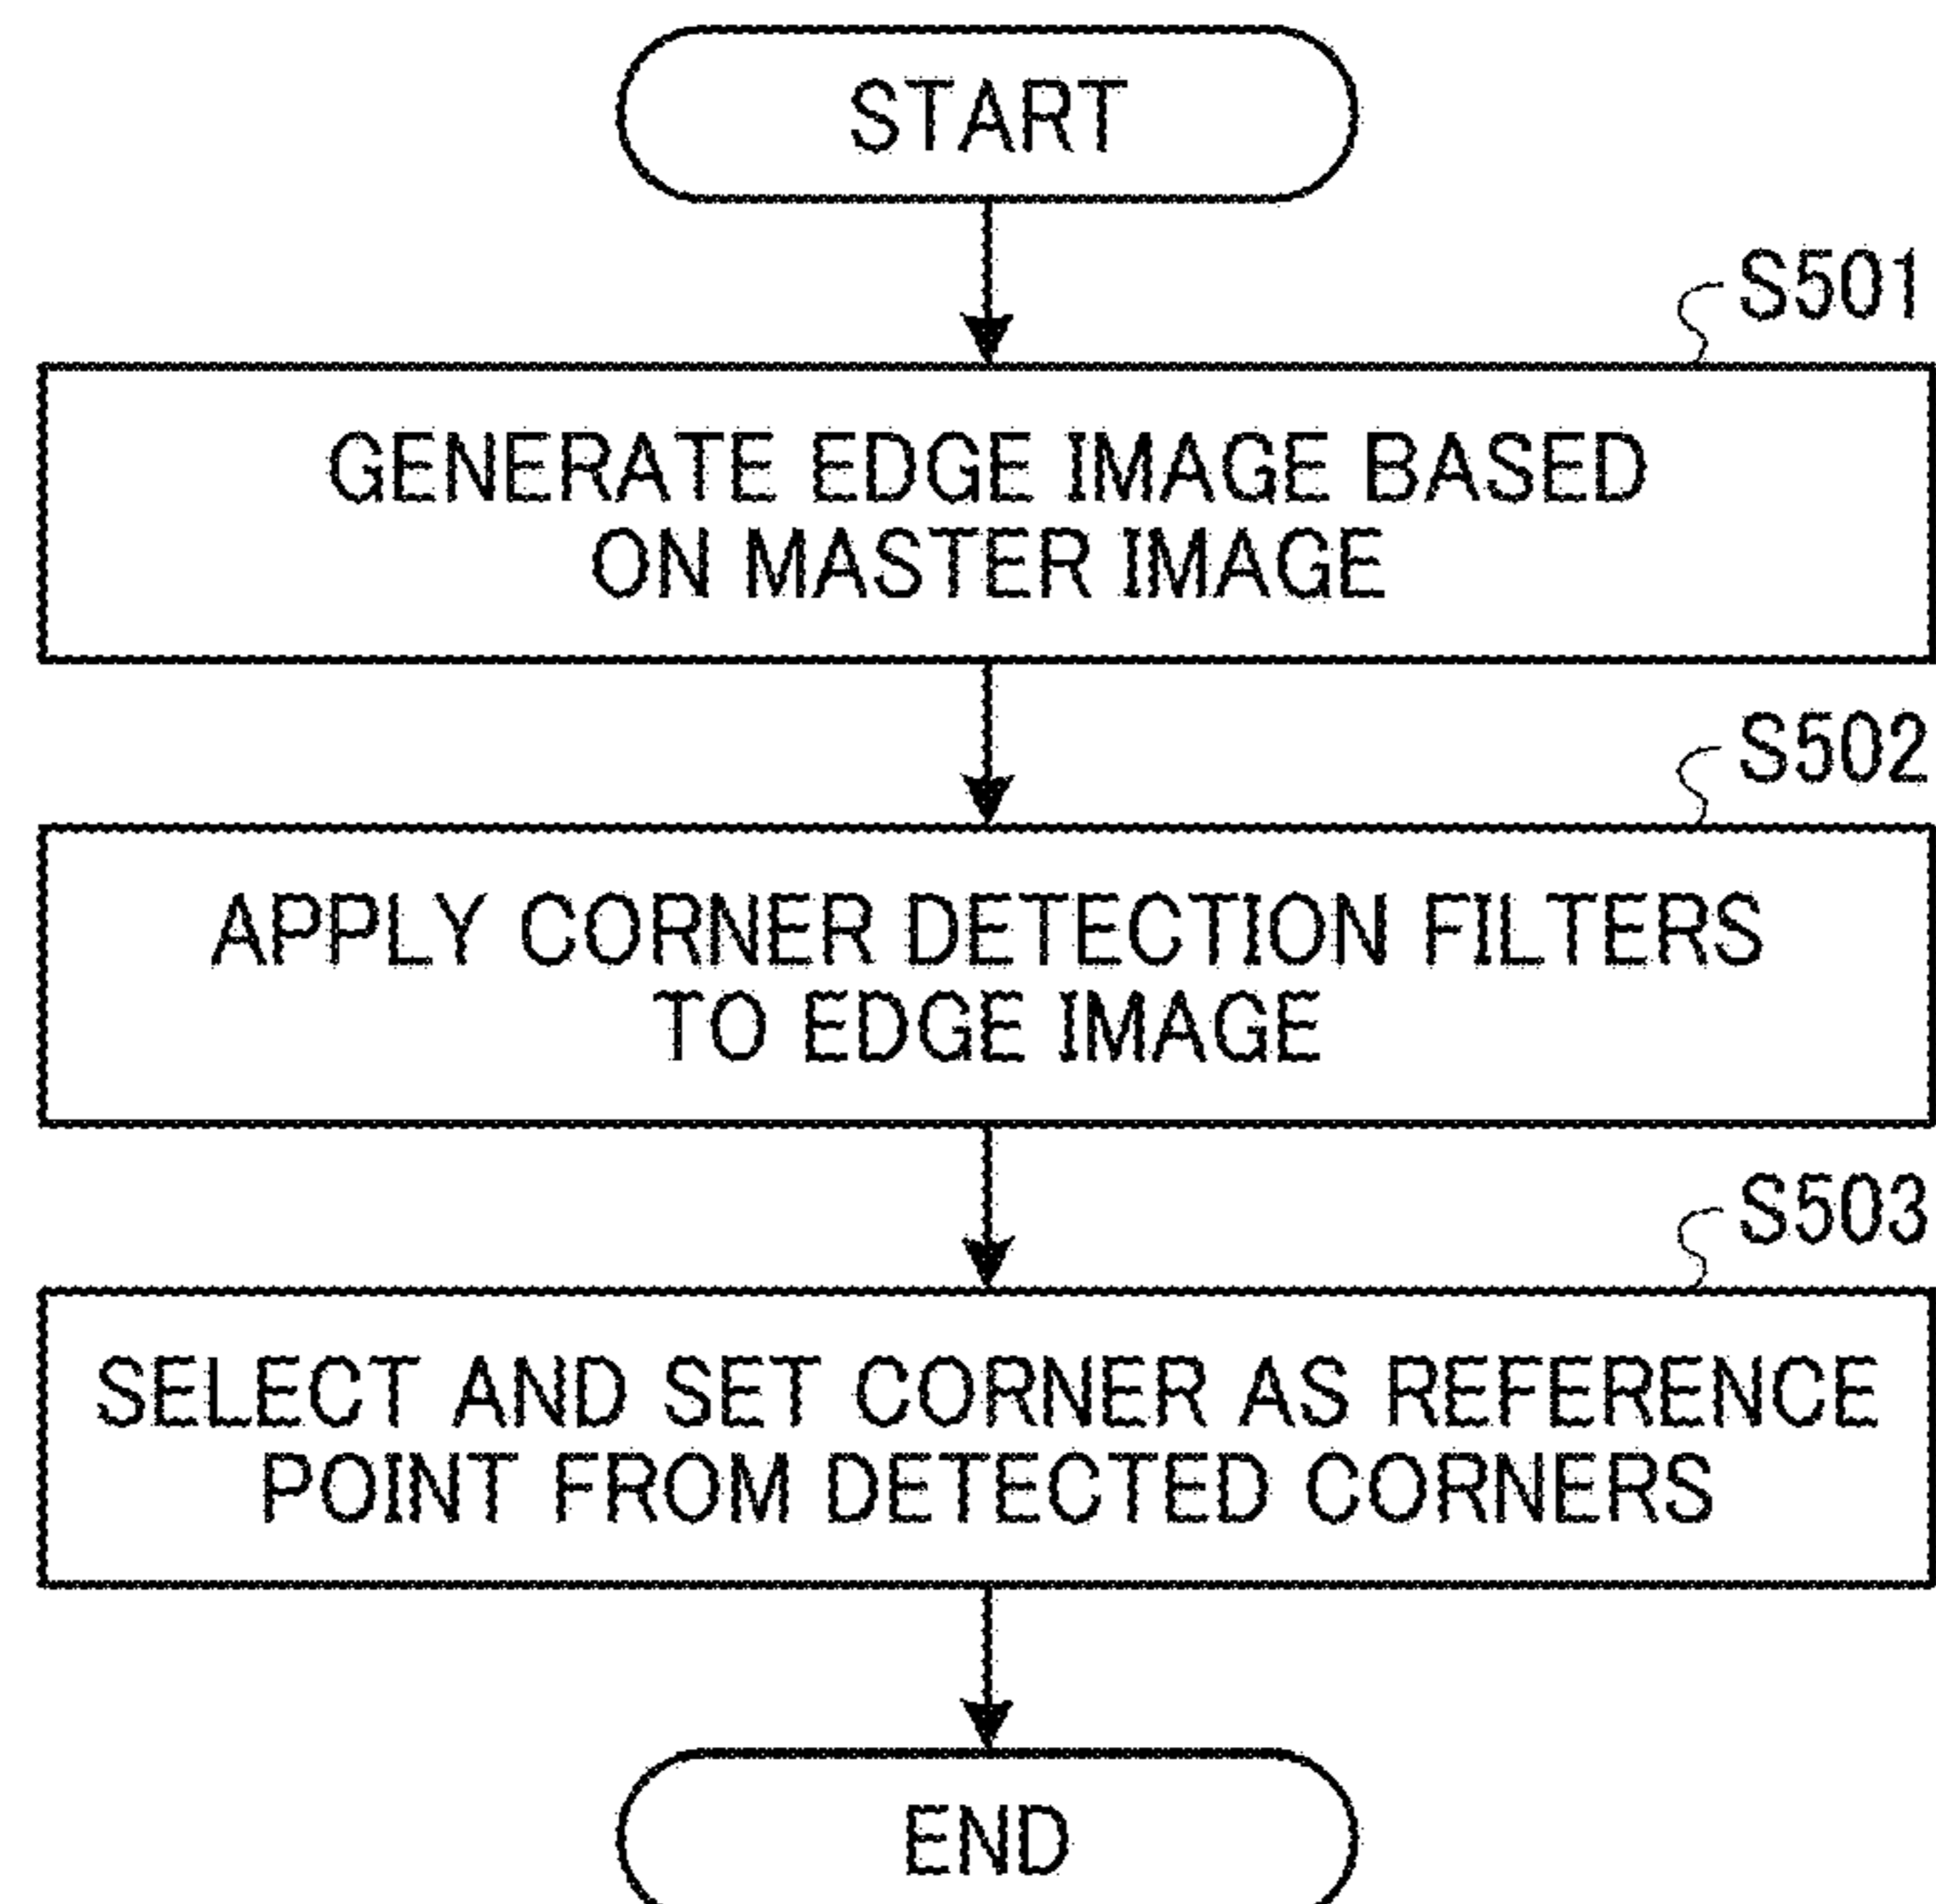 START
S501
GENERATE EDGE IMAGE BASED
ON MASTER IMAGE
S502
APPLY CORNER DETECTION FILTERS
TO EDGE IMAGE
S503
SELECT AND SET CORNER AS REFERENCE
POINT FROM DETECTED CORNERS
END